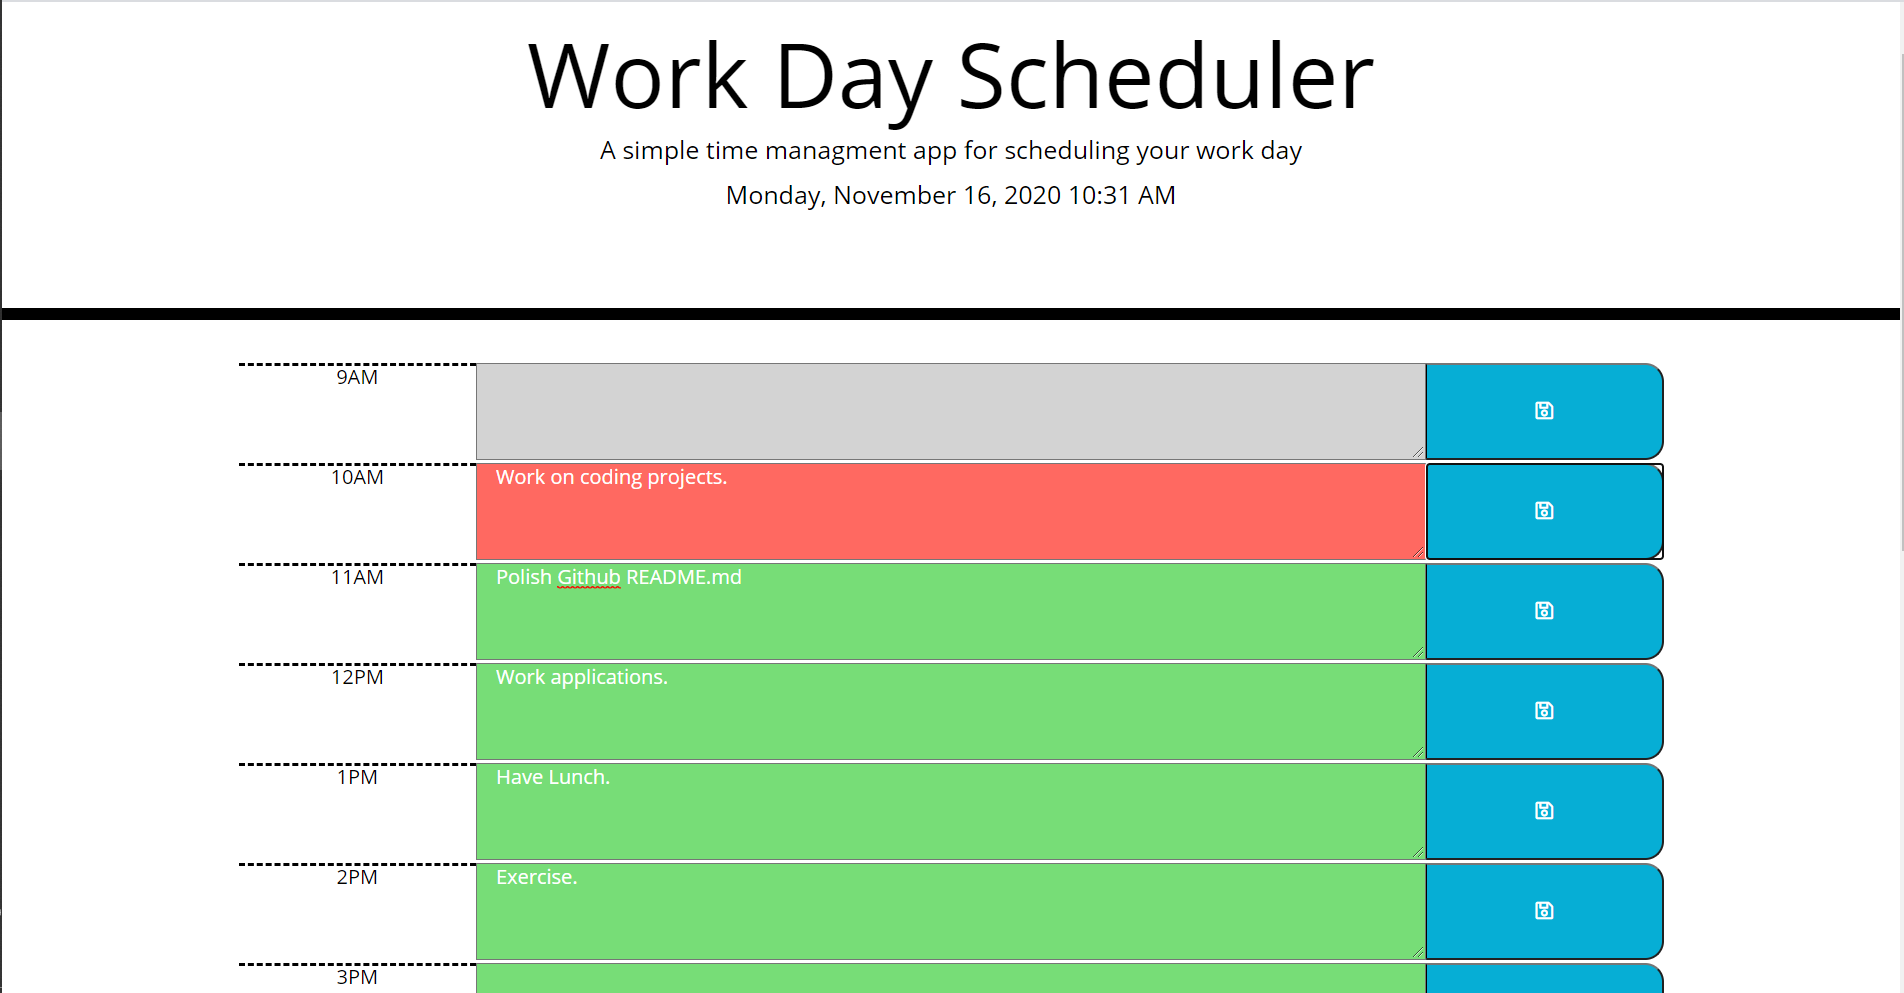 Work Day Scheduler
A simple time managment app for scheduling your work day
Monday, November 16, 2020 10:31 AM
9AM
10AM
Work on coding projects.
11AM
Polish Github README.md
12PM
Work applications.
1PM
Have Lunch.
2PM
Exercise.
3PM